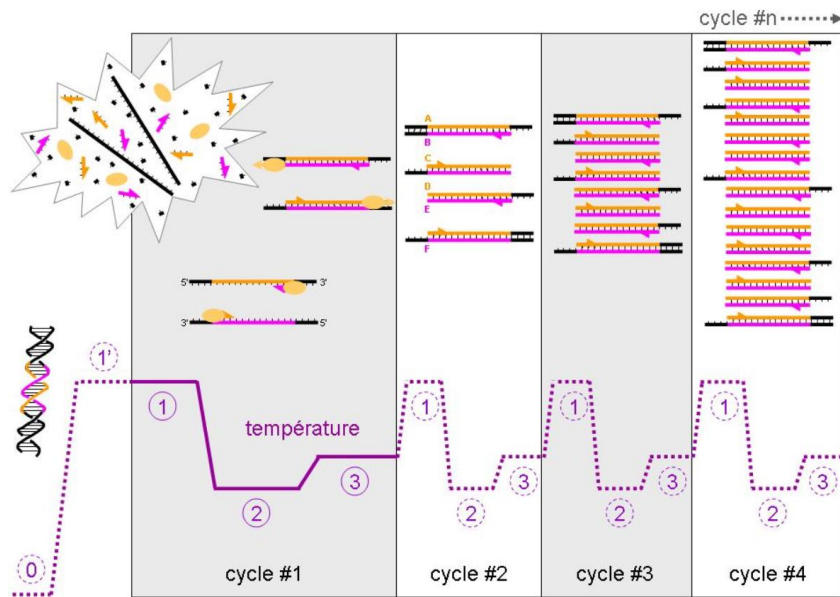 cycle #n
A
B
C
D
E
F
5' 3'
3' 5'
1'
1
1
1
1
température
3
3
3
3
2
2
2
2
0
cycle #1
cycle #2
cycle #3
cycle #4